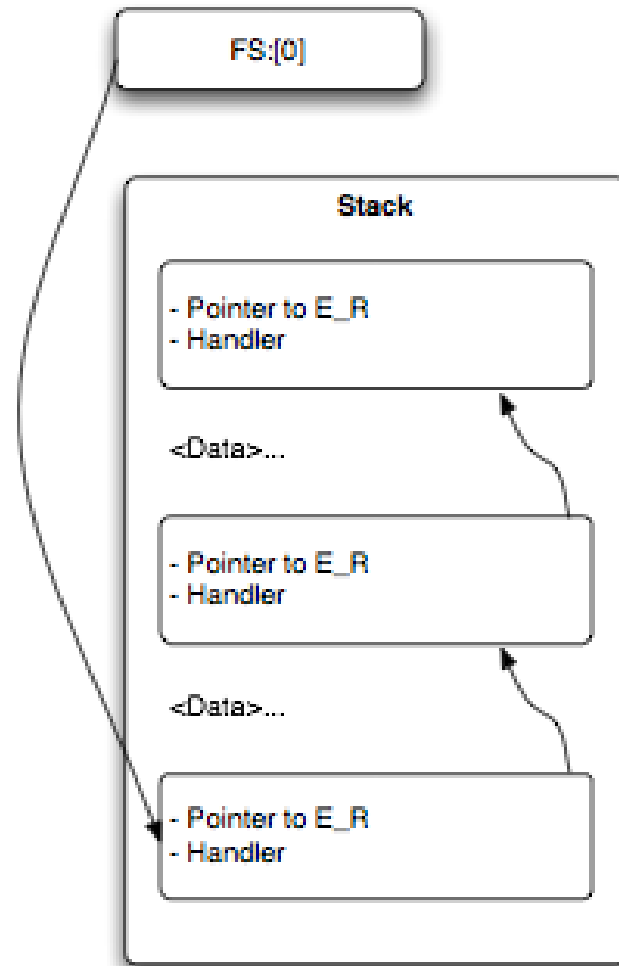 FS:[0]
Stack
- Pointer to E_R
- Handler
<Data>...
- Pointer to E_R
- Handler
<Data>...
- Pointer to E_R
- Handler